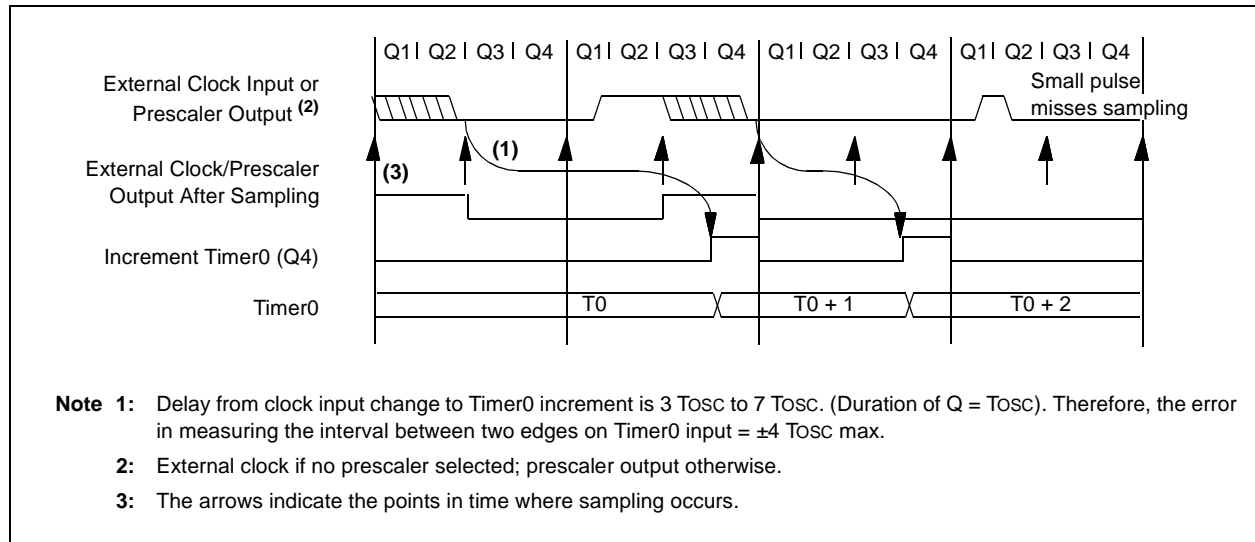 Q1 Q2 Q3 Q4 Q1 Q2 Q3 Q4 Q1 Q2 Q3 Q4 Q1 Q2 Q3 Q4
External Clock Input or
Prescaler Output (2)
Small pulse
misses sampling
(1)
External Clock/Prescaler
Output After Sampling
(3)
Increment Timer0 (Q4)
Timer0
T0
T0 + 1
T0 + 2
Note 1: Delay from clock input change to Timer0 increment is 3 TOSC to 7 TOSC. (Duration of Q = TOSC). Therefore, the error
in measuring the interval between two edges on Timer0 input = ±4 TOSC max.
2: External clock if no prescaler selected; prescaler output otherwise.
3: The arrows indicate the points in time where sampling occurs.